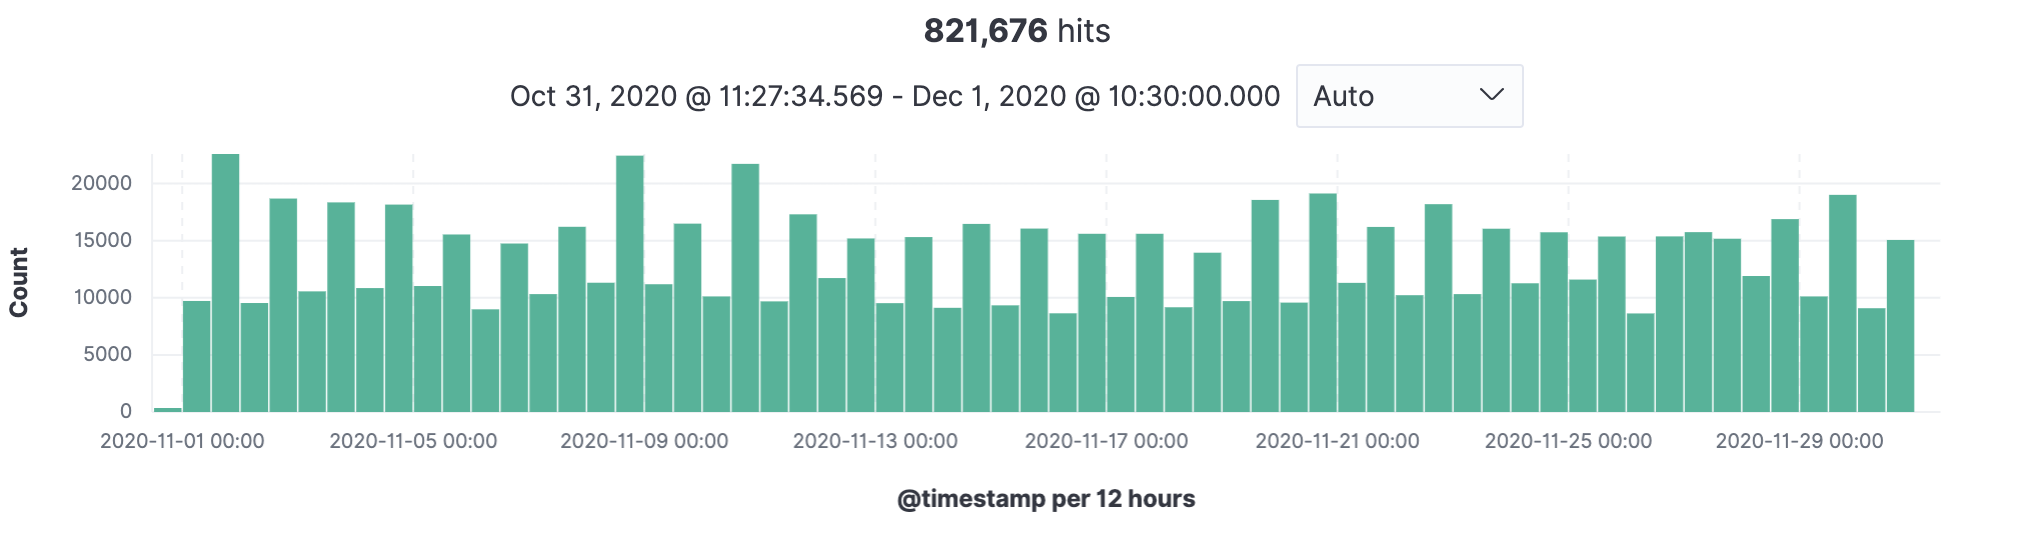 821,676 hits
Oct 31, 2020 @ 11:27:34.569 - Dec 1, 2020 @ 10:30:00.000 Auto
Count
20000
15000
10000
5000
0
2020-11-01 00:00 2020-11-05 00:00 2020-11-09 00:00 2020-11-13 00:00 2020-11-17 00:00 2020-11-21 00:00 2020-11-25 00:00 2020-11-29 00:00
@timestamp per 12 hours